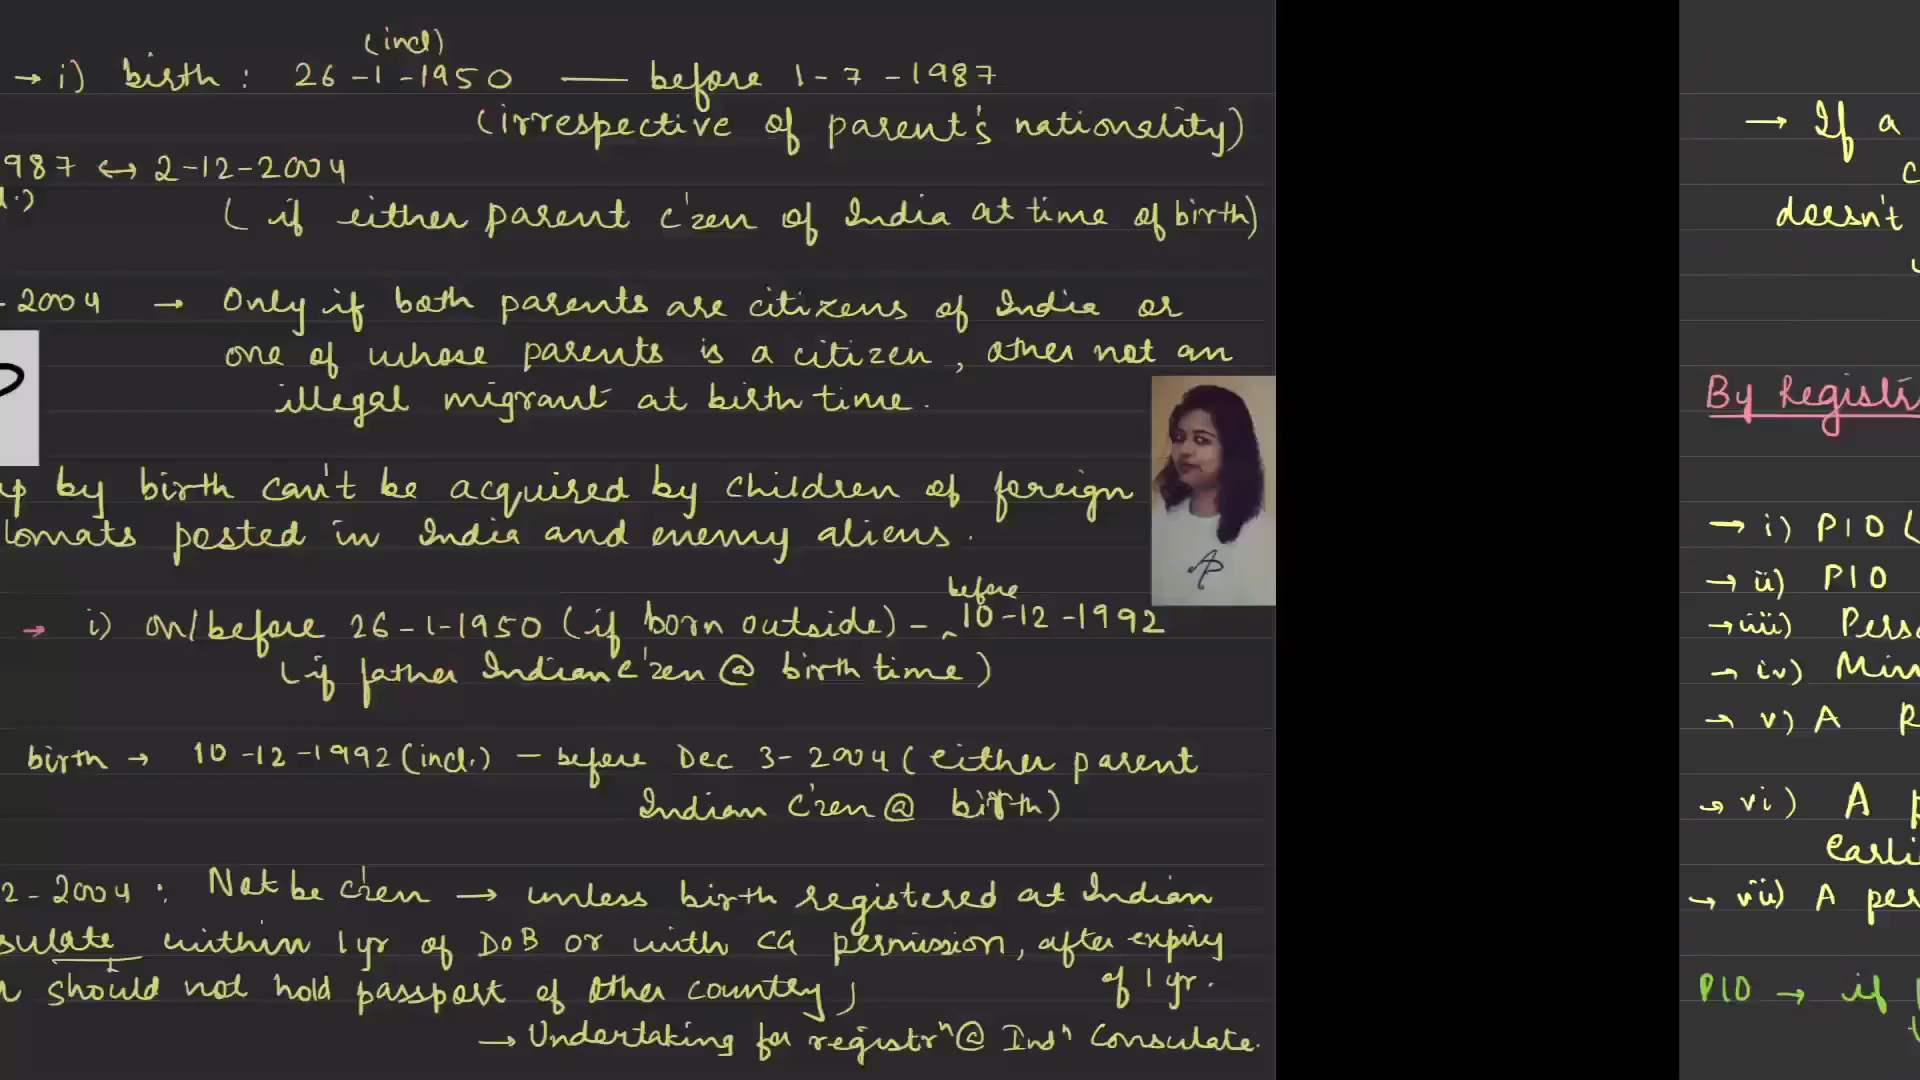 (incl)
→ i) birth : 26-1-1950 — before 1-7-1987
(irrespective of parent's nationality)
987 ↔ 2-12-2004
(if either parent c'zen of India at time of birth)
- 2004 → Only if both parents are citizens of India or
one of whose parents is a citizen, other not an
illegal migrant at birth time.
by birth can't be acquired by children of foreign
lomats posted in India and enemy aliens.
before
→ i) on/before 26-1-1950 (if born outside) - ^10-12-1992
(if father Indian c'zen @ birth time)
birth → 10-12-1992 (incl.) - before Dec 3-2004 (either parent
Indian c'zen @ birth)
2-2004 : Not be c'zen → unless birth registered at Indian
sulate within 1 yr of DoB or with CG permission, after expiry
of 1 yr.
should not hold passport of other country)
→ Undertaking for registrⁿ @ Indⁿ Consulate.
→ If a
c
doesn't
By Registr
→ i) PIO (
→ ii) PIO
→ iii) Perso
→ iv) Min
→ v) A R
→ vi) A p
Earli
→ vii) A per
PIO → if
AP